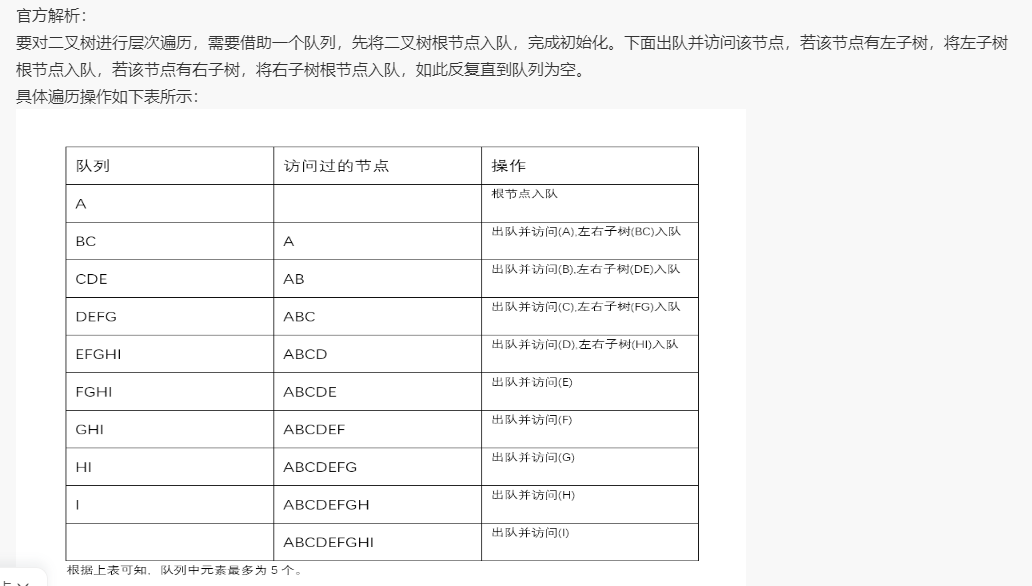 官方解析：
要对二叉树进行层次遍历，需要借助一个队列，先将二叉树根节点入队，完成初始化。下面出队并访问该节点，若该节点有左子树，将左子树
根节点入队，若该节点有右子树，将右子树根节点入队，如此反复直到队列为空。
具体遍历操作如下表所示：
队列 访问过的节点 操作
A 根节点入队
BC A 出队并访问(A),左右子树(BC)入队
CDE AB 出队并访问(B),左右子树(DE)入队
DEFG ABC 出队并访问(C),左右子树(FG)入队
EFGHI ABCD 出队并访问(D),左右子树(HI)入队
FGHI ABCDE 出队并访问(E)
GHI ABCDEF 出队并访问(F)
HI ABCDEFG 出队并访问(G)
I ABCDEFGH 出队并访问(H)
ABCDEFGHI 出队并访问(I)
根据上表可知，队列中元素最多为 5 个。